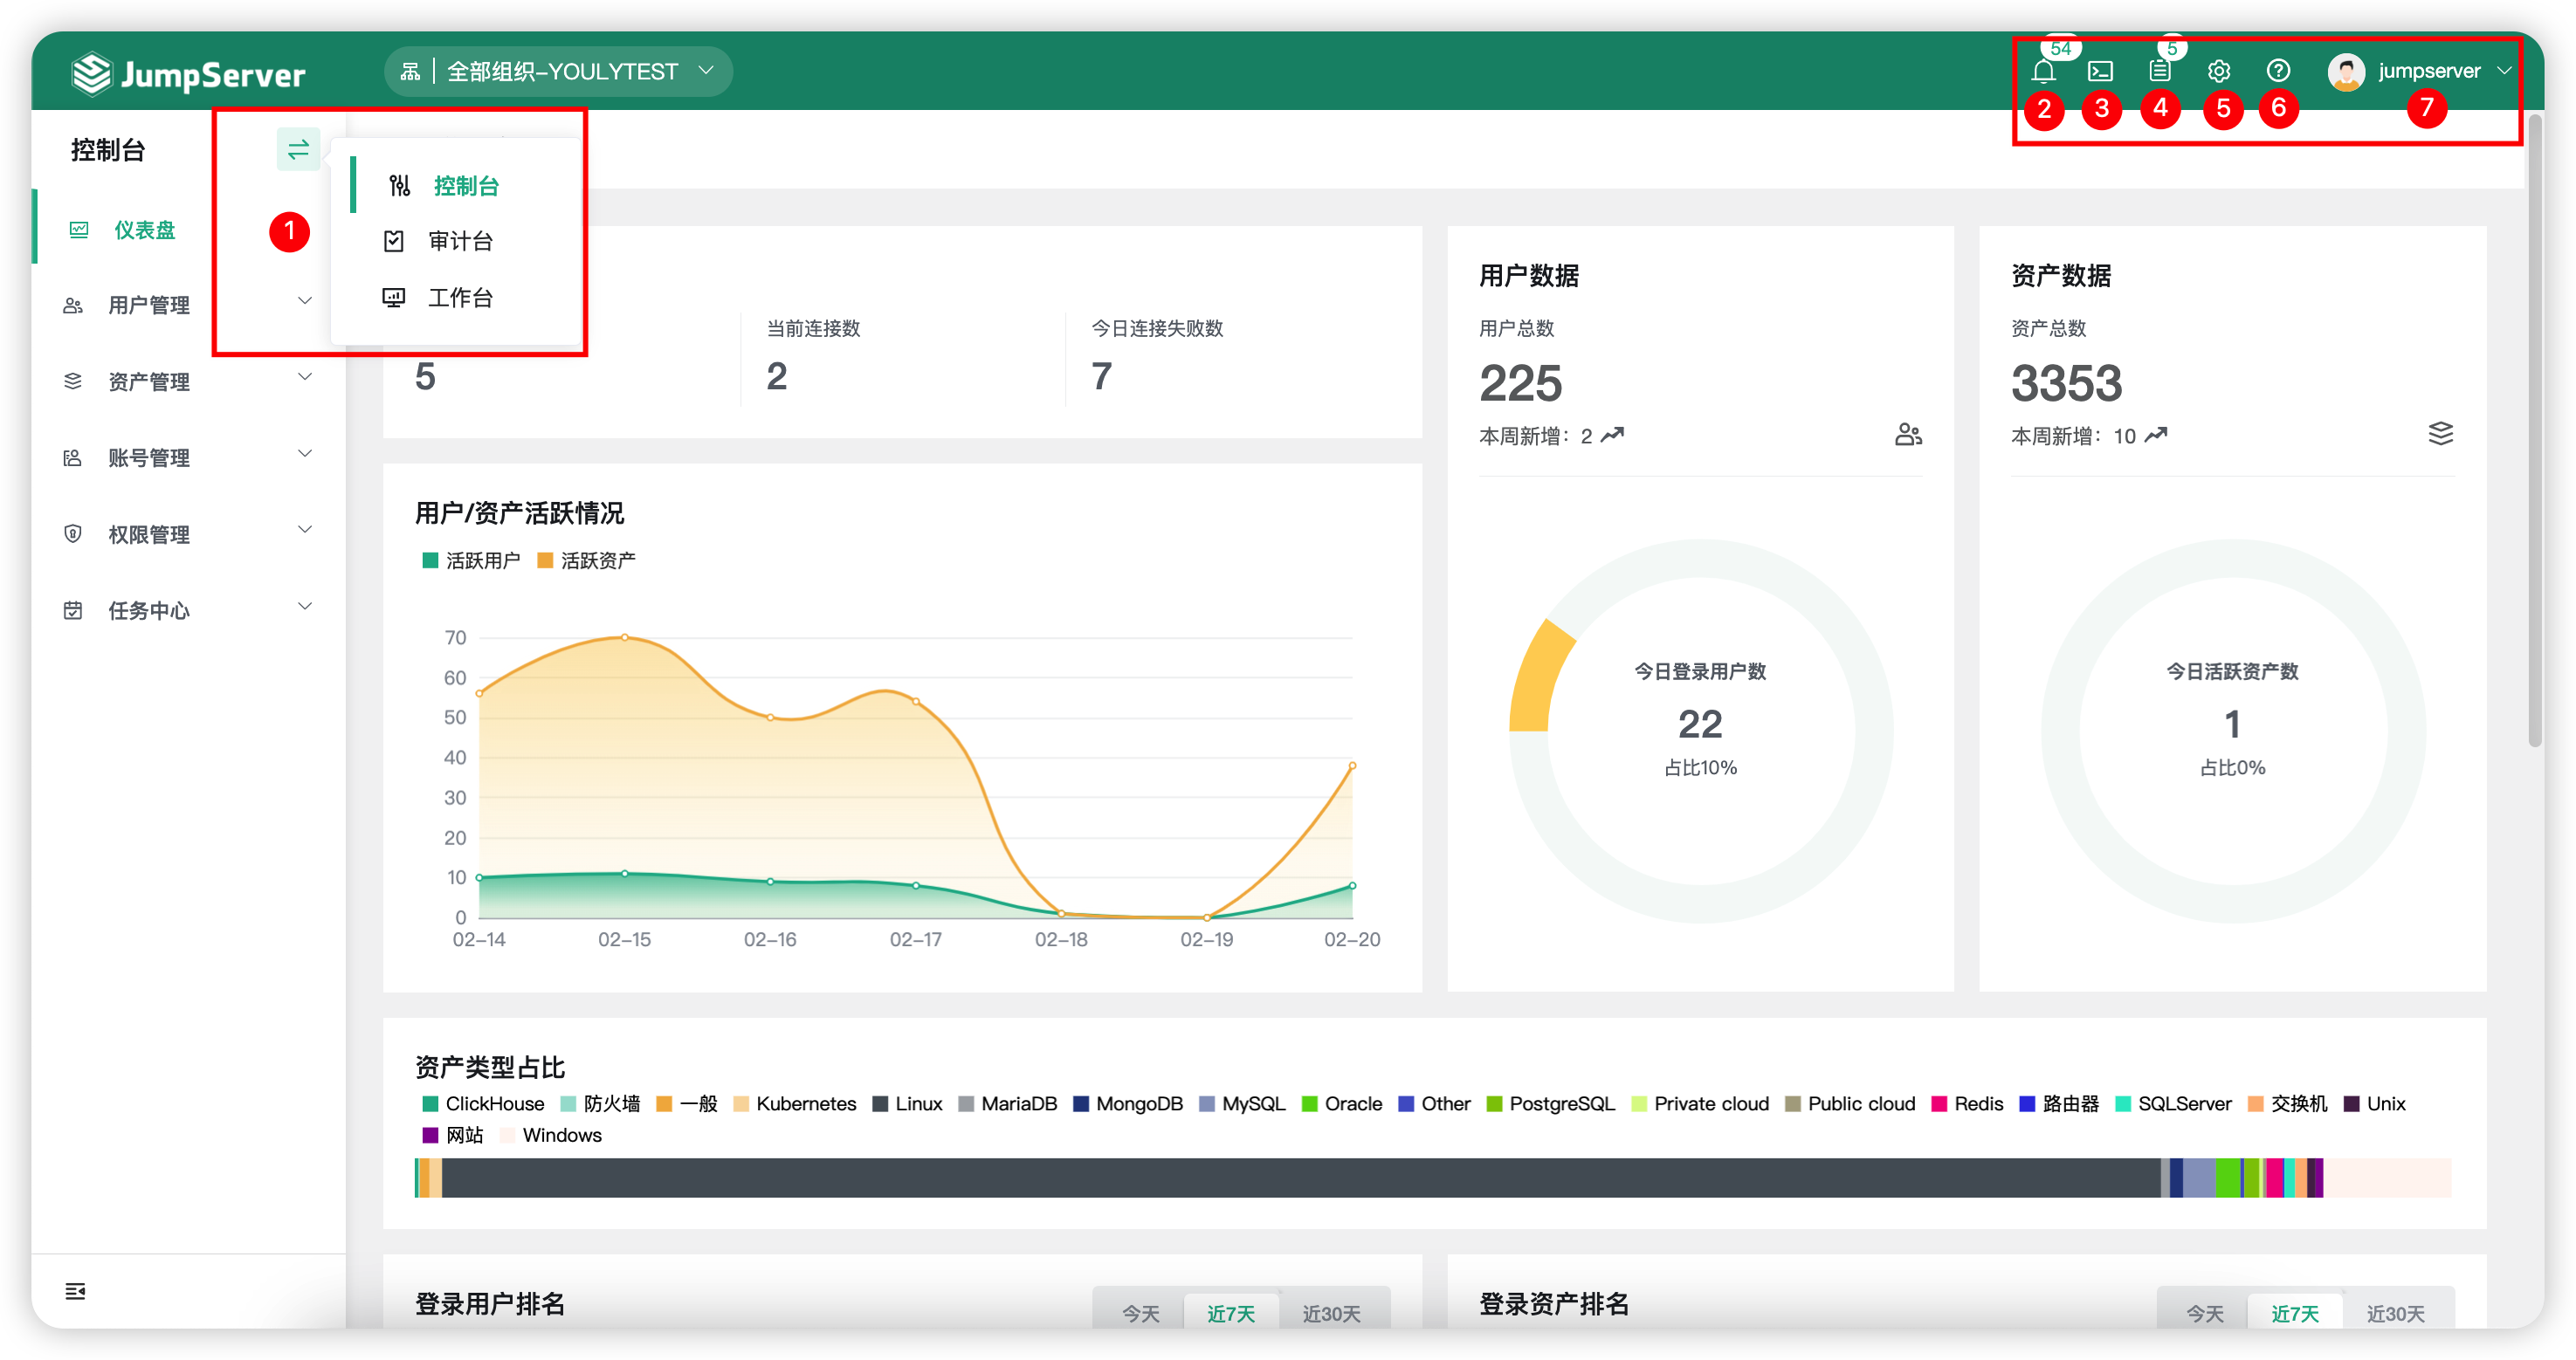 JumpServer
全部组织-YOULYTEST
54
5
jumpserver
2
3
4
5
6
7
控制台
1
控制台
审计台
工作台
仪表盘
用户管理
资产管理
账号管理
权限管理
任务中心
5
当前连接数
2
今日连接失败数
7
用户数据
用户总数
225
本周新增: 2
今日登录用户数
22
占比10%
资产数据
资产总数
3353
本周新增: 10
今日活跃资产数
1
占比0%
用户/资产活跃情况
活跃用户 活跃资产
70
60
50
40
30
20
10
0
02-14 02-15 02-16 02-17 02-18 02-19 02-20
资产类型占比
ClickHouse 防火墙 一般 Kubernetes Linux MariaDB MongoDB MySQL Oracle Other PostgreSQL Private cloud Public cloud Redis 路由器 SQLServer 交换机 Unix
网站 Windows
登录用户排名
今天 近7天 近30天
登录资产排名
今天 近7天 近30天